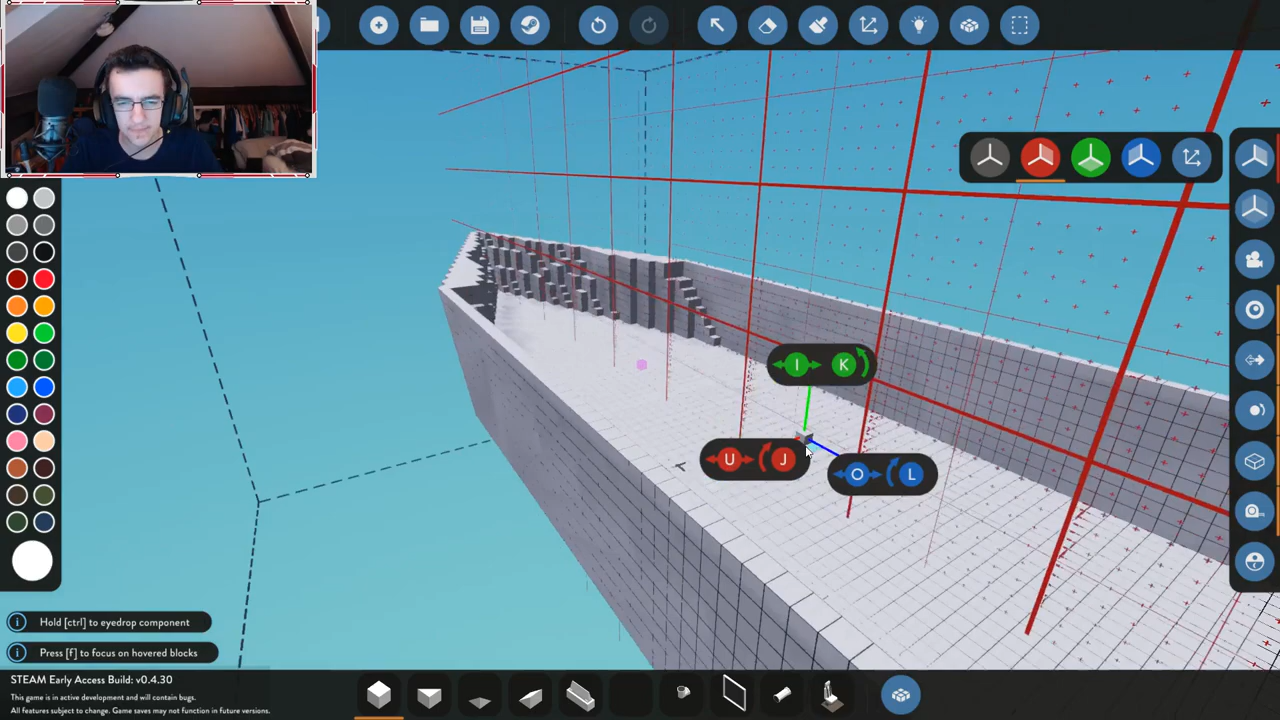 I K
U J
O L
Hold [ctrl] to eyedrop component
Press [f] to focus on hovered blocks
STEAM Early Access Build: v0.4.30
This game is in active development and will contain bugs.
All features subject to change. Game saves may not function in future versions.